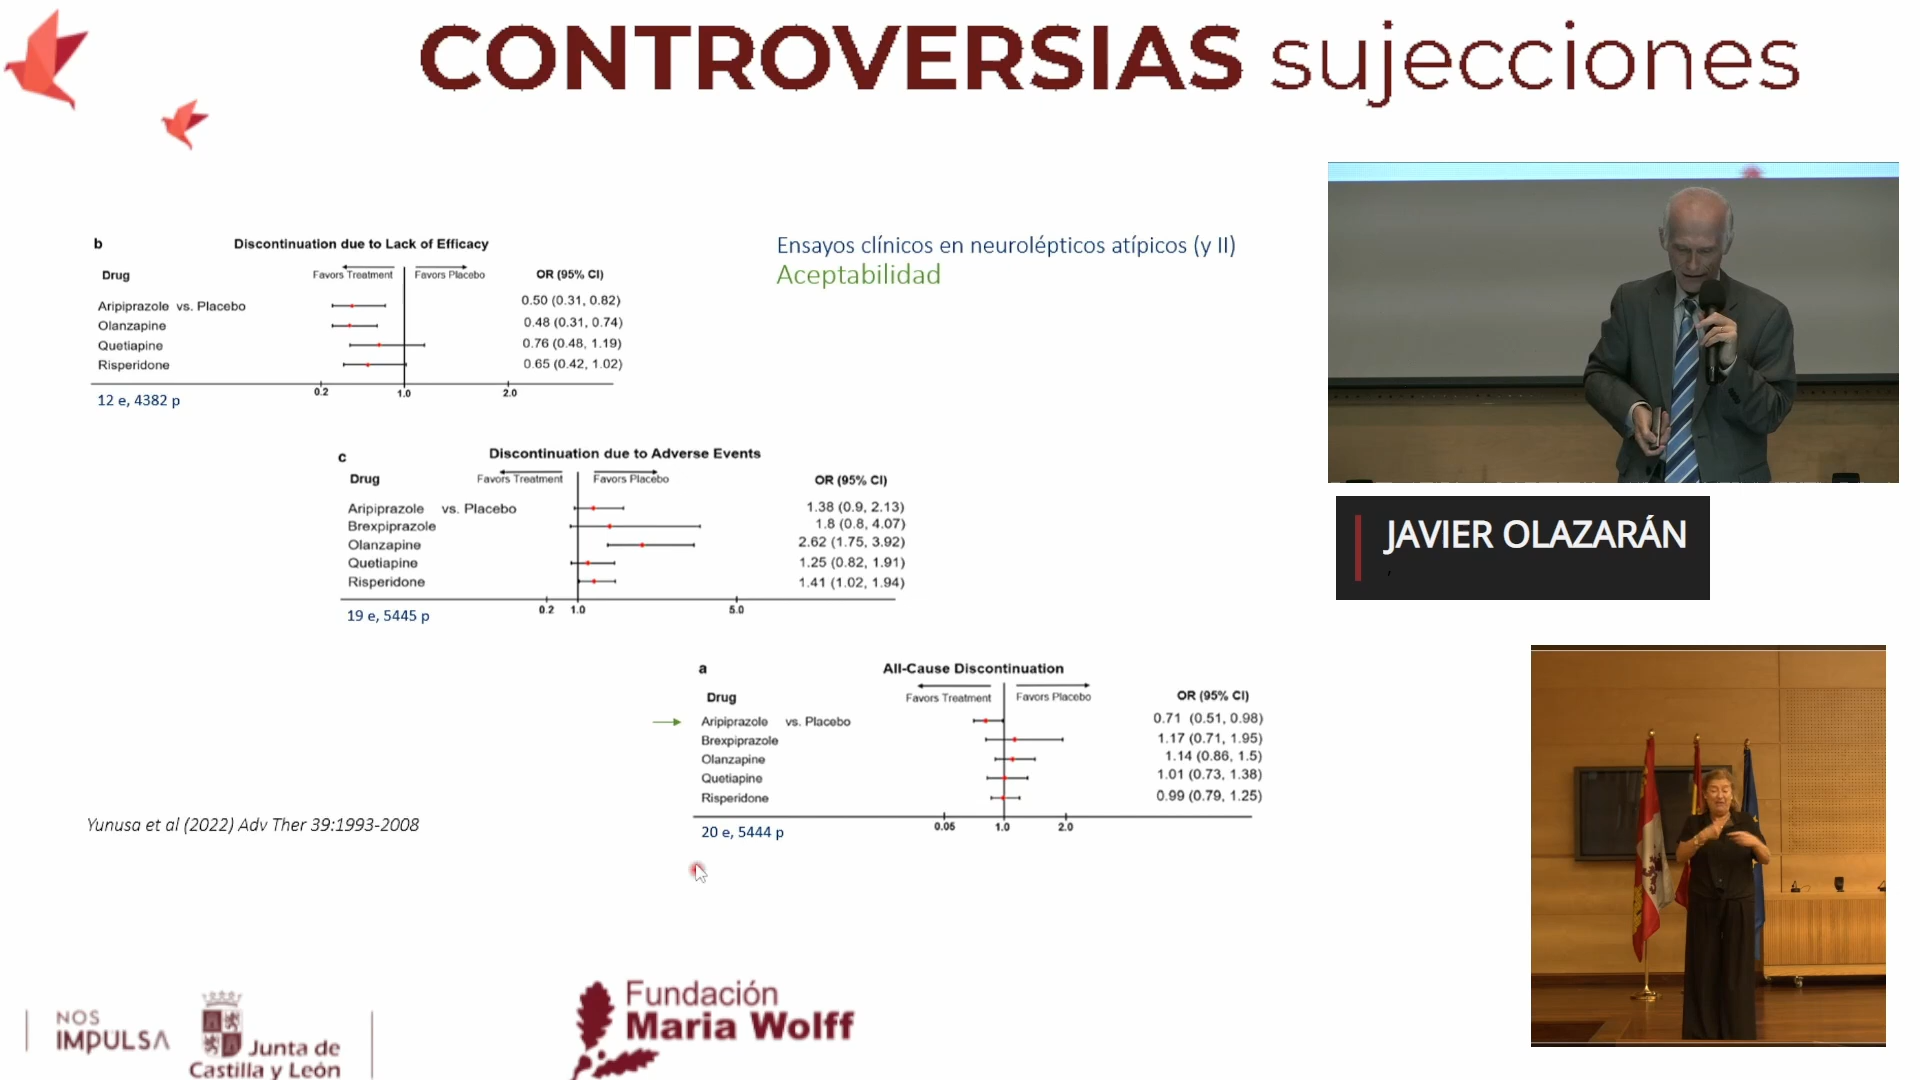 CONTROVERSIAS sujecciones
Ensayos clínicos en neurolépticos atípicos (y II)
Aceptabilidad
b Discontinuation due to Lack of Efficacy
Drug Favors Treatment Favors Placebo OR (95% CI)
Aripiprazole vs. Placebo 0.50 (0.31, 0.82)
Olanzapine 0.48 (0.31, 0.74)
Quetiapine 0.76 (0.48, 1.19)
Risperidone 0.65 (0.42, 1.02)
0.2 1.0 2.0
12 e, 4382 p
c Discontinuation due to Adverse Events
Drug Favors Treatment Favors Placebo OR (95% CI)
Aripiprazole vs. Placebo 1.38 (0.9, 2.13)
Brexpiprazole 1.8 (0.8, 4.07)
Olanzapine 2.62 (1.75, 3.92)
Quetiapine 1.25 (0.82, 1.91)
Risperidone 1.41 (1.02, 1.94)
0.2 1.0 5.0
19 e, 5445 p
a All-Cause Discontinuation
Drug Favors Treatment Favors Placebo OR (95% CI)
Aripiprazole vs. Placebo 0.71 (0.51, 0.98)
Brexpiprazole 1.17 (0.71, 1.95)
Olanzapine 1.14 (0.86, 1.5)
Quetiapine 1.01 (0.73, 1.38)
Risperidone 0.99 (0.79, 1.25)
0.05 1.0 2.0
20 e, 5444 p
Yunusa et al (2022) Adv Ther 39:1993-2008
JAVIER OLAZARÁN
,
NOS
IMPULSA
Junta de
Castilla y León
Fundación
Maria Wolff